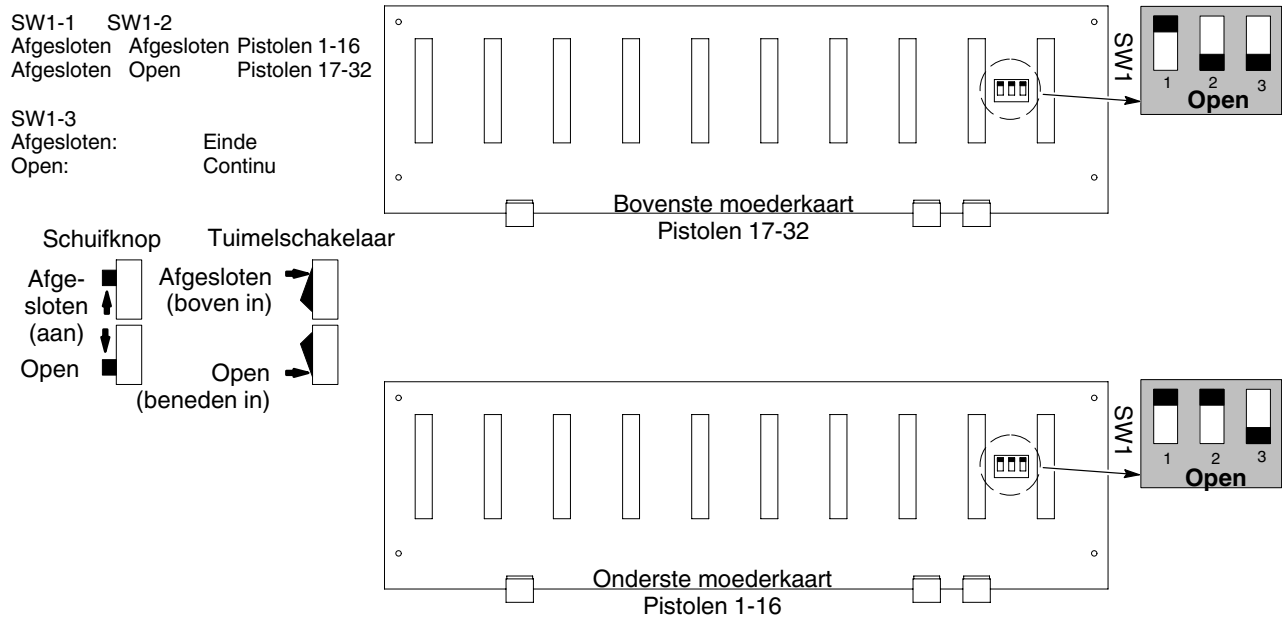 SW1-1 SW1-2
Afgesloten Afgesloten Pistolen 1-16
Afgesloten Open Pistolen 17-32
SW1-3
Afgesloten: Einde
Open: Continu
Schuifknop Tuimelschakelaar
Afge-
sloten
(aan)
Open
Afgesloten
(boven in)
Open
(beneden in)
Bovenste moederkaart
Pistolen 17-32
SW1
1 2 3
Open
Onderste moederkaart
Pistolen 1-16
SW1
1 2 3
Open